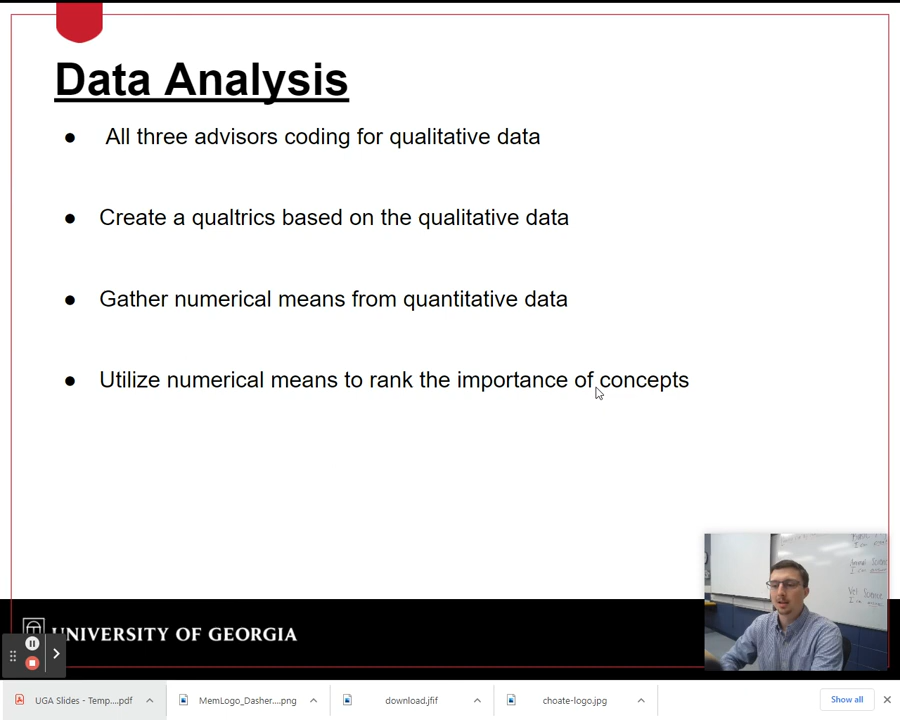 Data Analysis
● All three advisors coding for qualitative data
● Create a qualtrics based on the qualitative data
● Gather numerical means from quantitative data
● Utilize numerical means to rank the importance of concepts
UNIVERSITY OF GEORGIA
UGA Slides - Temp....pdf
MemLogo_Dasher....png
download.jfif
choate-logo.jpg
Show all